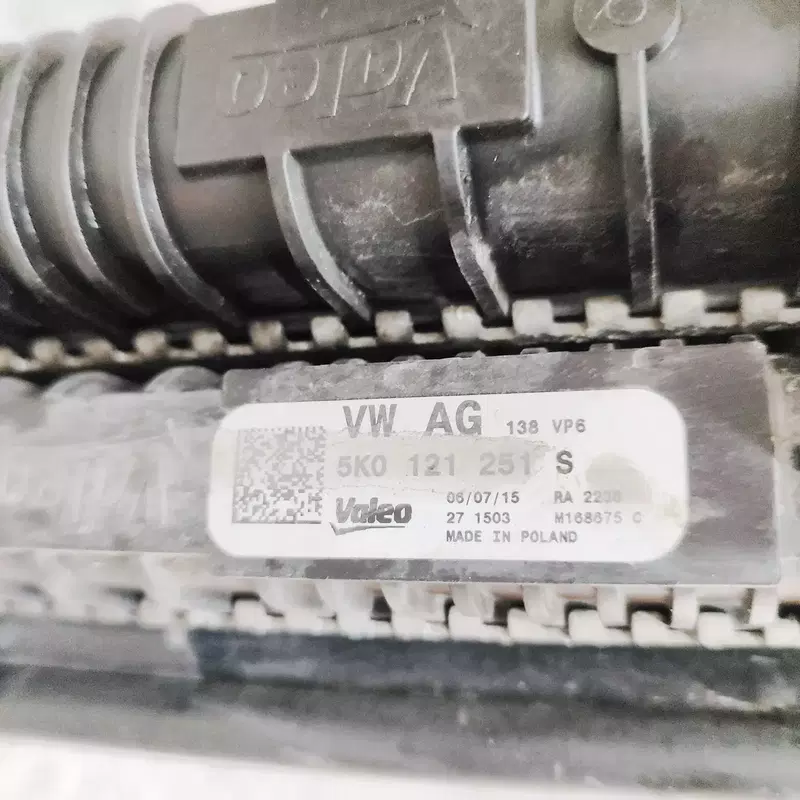 Valeo
VW AG 138 VP6
5K0 121 251 S
Valeo 06/07/15 RA 2238
27 1503 M168675 C
MADE IN POLAND